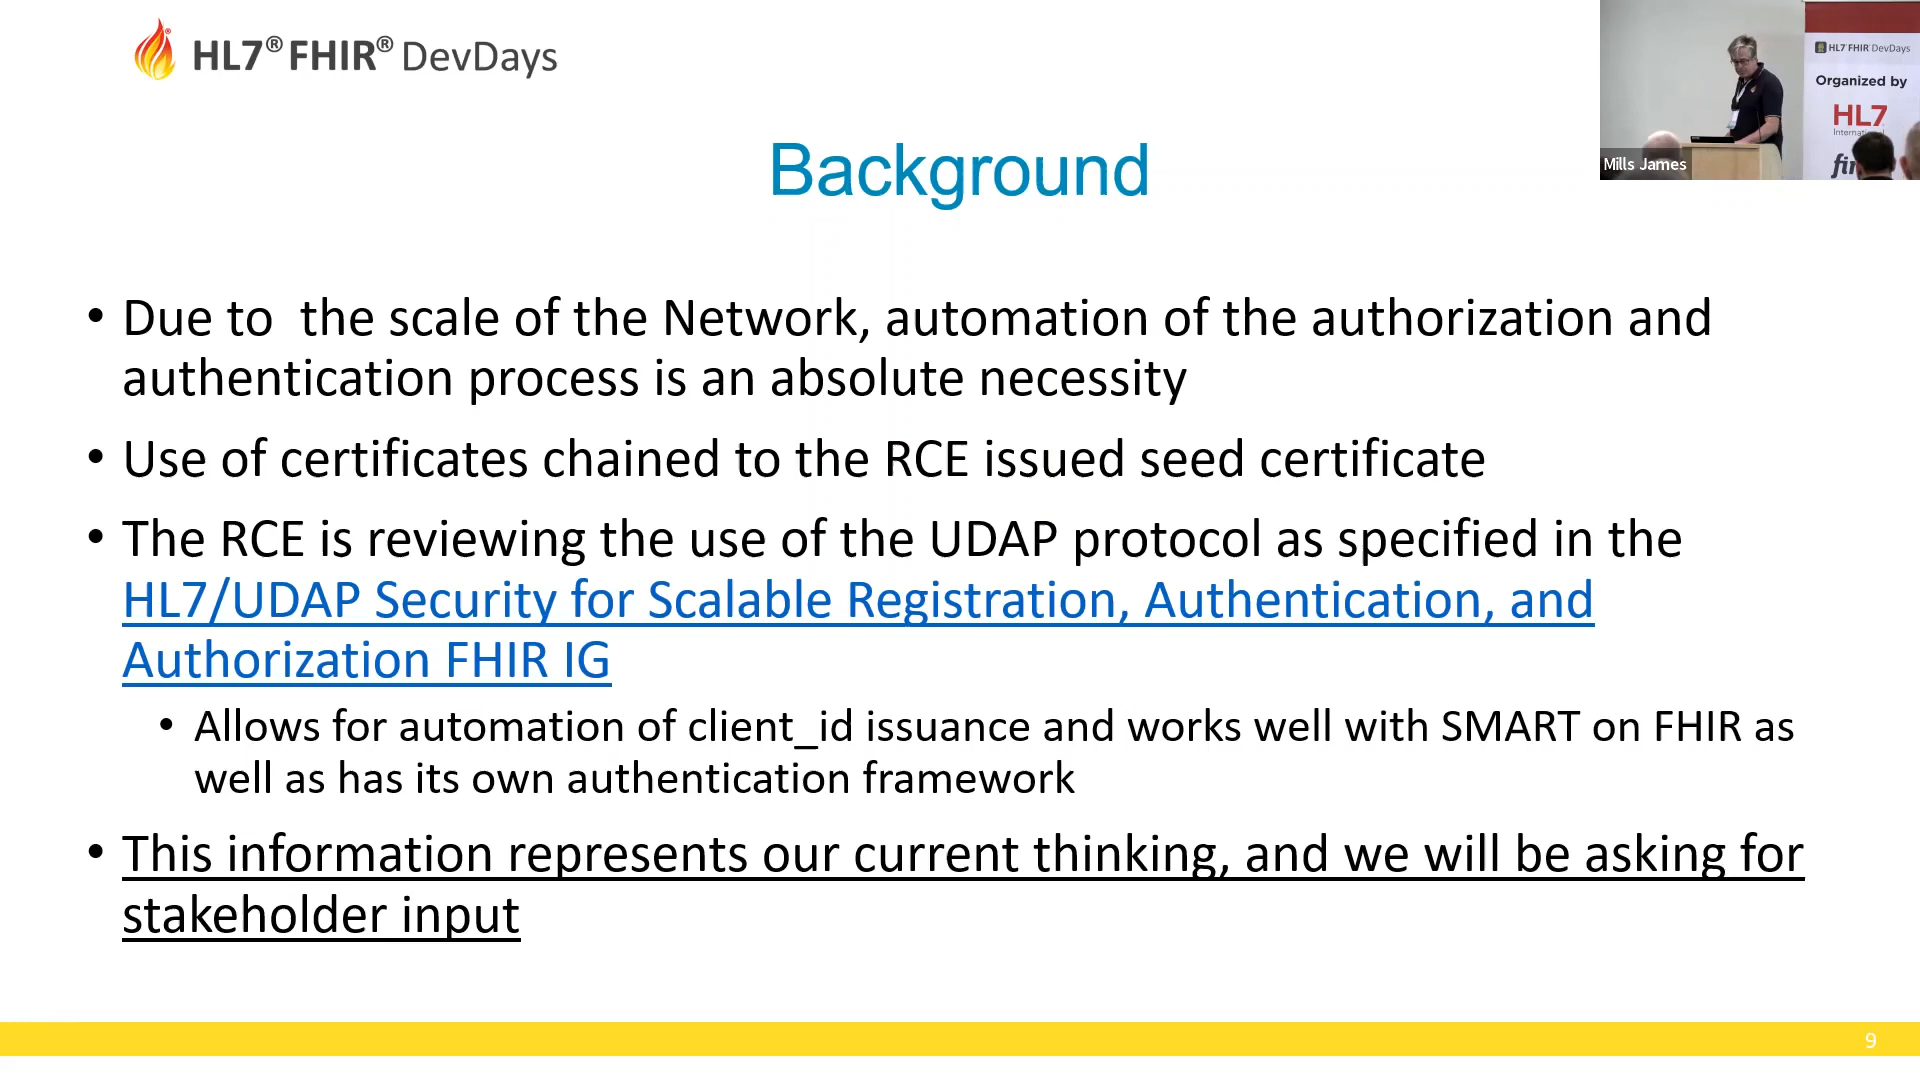 HL7® FHIR® DevDays
HL7 FHIR DevDays
Organized by
HL7
International
Mills James
Background
• Due to  the scale of the Network, automation of the authorization and
authentication process is an absolute necessity
• Use of certificates chained to the RCE issued seed certificate
• The RCE is reviewing the use of the UDAP protocol as specified in the
HL7/UDAP Security for Scalable Registration, Authentication, and
Authorization FHIR IG
• Allows for automation of client_id issuance and works well with SMART on FHIR as
well as has its own authentication framework
• This information represents our current thinking, and we will be asking for
stakeholder input
9